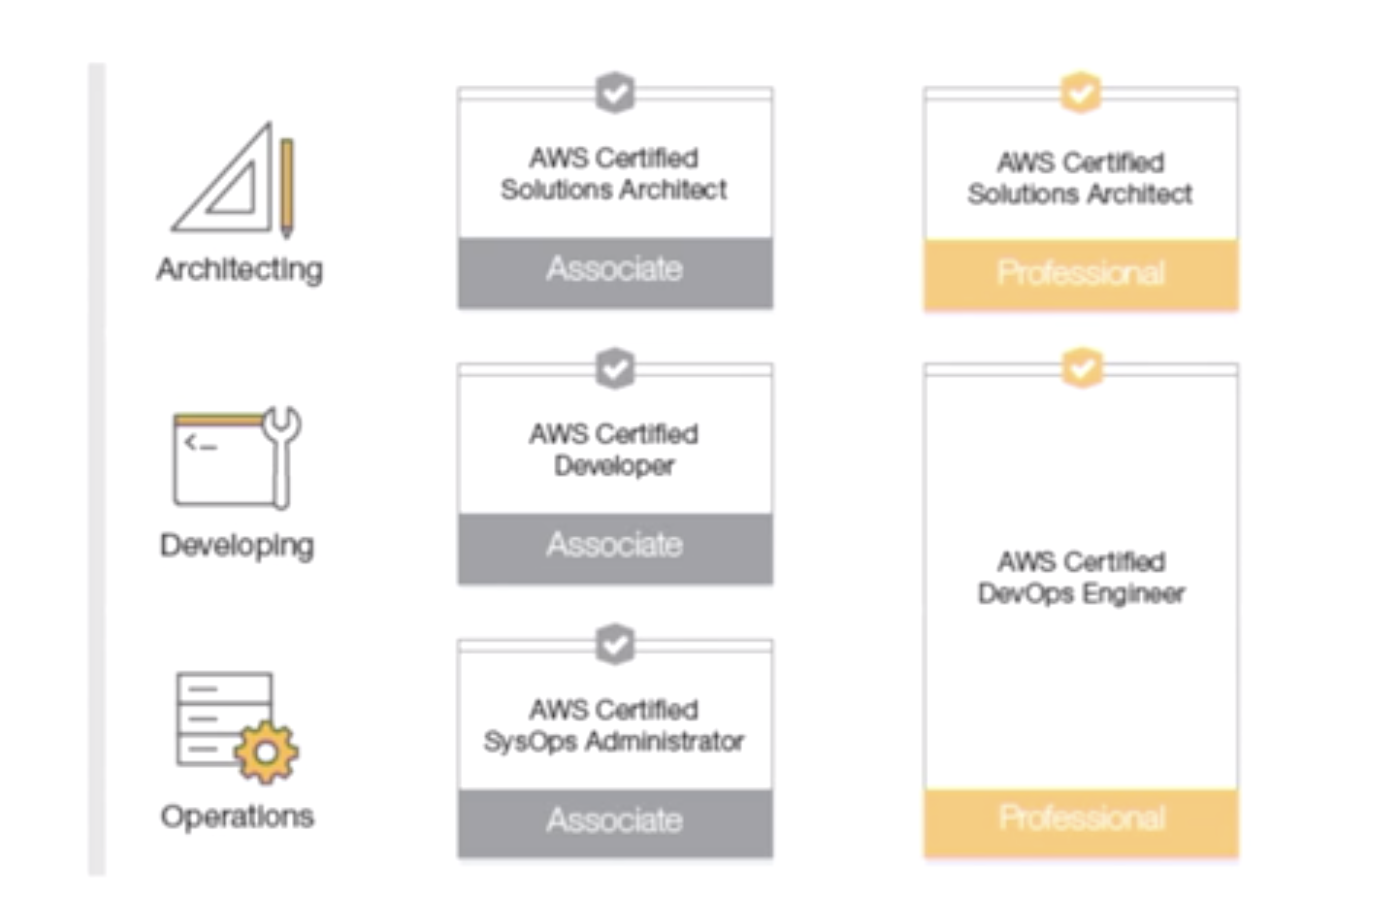 AWS Certified
Solutions Architect
Associate
AWS Certified
Solutions Architect
Professional
Architecting
AWS Certified
Developer
Associate
<_
Developing
AWS Certified
DevOps Engineer
Professional
AWS Certified
SysOps Administrator
Associate
Operations